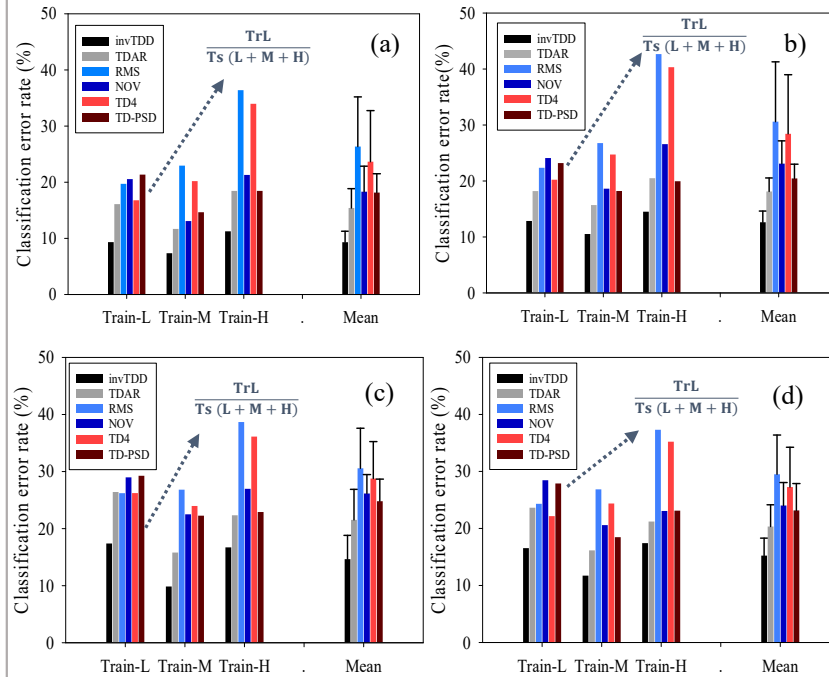 50
40
30
20
10
0
Classification error rate (%)
invTDD
TDAR
RMS
NOV
TD4
TD-PSD
TrL
Ts (L + M + H)
(a)
Train-L Train-M Train-H . Mean
50
40
30
20
10
0
Classification error rate(%)
invTDD
TDAR
RMS
NOV
TD4
TD-PSD
TrL
Ts (L + M + H)
b)
Train-L Train-M Train-H . Mean
50
40
30
20
10
0
Classification error rate (%)
invTDD
TDAR
RMS
NOV
TD4
TD-PSD
TrL
Ts (L + M + H)
(c)
Train-L Train-M Train-H . Mean
50
40
30
20
10
0
Classification error rate (%)
invTDD
TDAR
RMS
NOV
TD4
TD-PSD
TrL
Ts (L + M + H)
(d)
Train-L Train-M Train-H . Mean